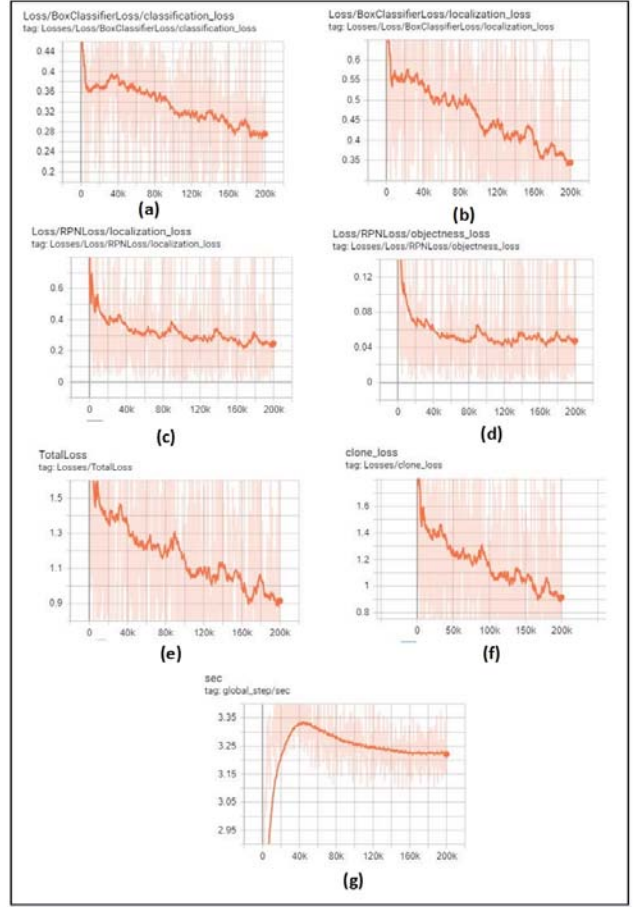 Loss/BoxClassifierLoss/classification_loss
tag: Losses/Loss/BoxClassifierLoss/classification_loss
0.44
0.4
0.36
0.32
0.28
0.24
0.2
0 40k 80k 120k 160k 200k
(a)
Loss/BoxClassifierLoss/localization_loss
tag: Losses/Loss/BoxClassifierLoss/localization_loss
0.6
0.55
0.5
0.45
0.4
0.35
0 40k 80k 120k 160k 200k
(b)
Loss/RPNLoss/localization_loss
tag: Losses/Loss/RPNLoss/localization_loss
0.6
0.4
0.2
0
0 40k 80k 120k 160k 200k
(c)
Loss/RPNLoss/objectness_loss
tag: Losses/Loss/RPNLoss/objectness_loss
0.12
0.08
0.04
0
0 40k 80k 120k 160k 200k
(d)
TotalLoss
tag: Losses/TotalLoss
1.5
1.3
1.1
0.9
0 40k 80k 120k 160k 200k
(e)
clone_loss
tag: Losses/clone_loss
1.6
1.4
1.2
1
0.8
0 50k 100k 150k 200k
(f)
sec
tag: global_step/sec
3.35
3.25
3.15
3.05
2.95
0 40k 80k 120k 160k 200k
(g)